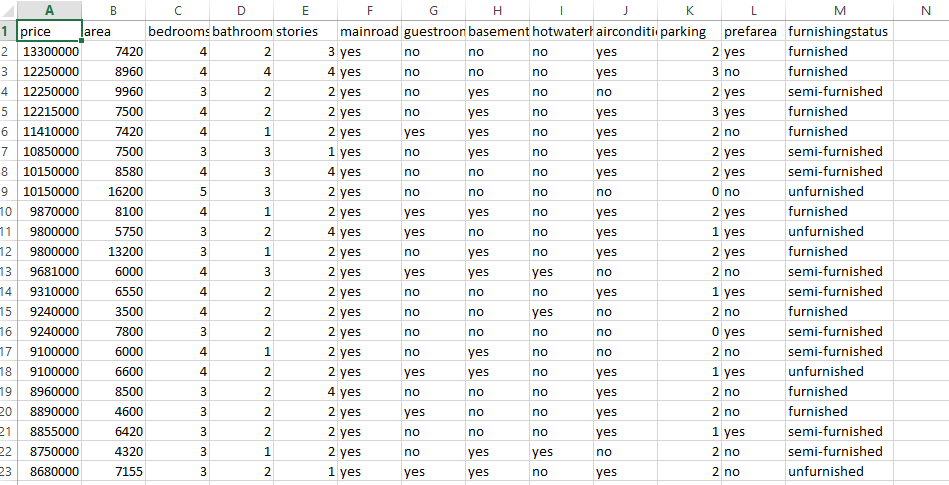 A B C D E F G H I J K L M N
1 price area bedrooms bathroom stories mainroad guestroon basement hotwaterh airconditi parking prefarea furnishingstatus
2 13300000 7420 4 2 3 yes no no no yes 2 yes furnished
3 12250000 8960 4 4 4 yes no no no yes 3 no furnished
4 12250000 9960 3 2 2 yes no yes no no 2 yes semi-furnished
5 12215000 7500 4 2 2 yes no yes no yes 3 yes furnished
6 11410000 7420 4 1 2 yes yes yes no yes 2 no furnished
7 10850000 7500 3 3 1 yes no yes no yes 2 yes semi-furnished
8 10150000 8580 4 3 4 yes no no no yes 2 yes semi-furnished
9 10150000 16200 5 3 2 yes no no no no 0 no unfurnished
10 9870000 8100 4 1 2 yes yes yes no yes 2 yes furnished
11 9800000 5750 3 2 4 yes yes no no yes 1 yes unfurnished
12 9800000 13200 3 1 2 yes no yes no yes 2 yes furnished
13 9681000 6000 4 3 2 yes yes yes yes no 2 no semi-furnished
14 9310000 6550 4 2 2 yes no no no yes 1 yes semi-furnished
15 9240000 3500 4 2 2 yes no no yes no 2 no furnished
16 9240000 7800 3 2 2 yes no no no no 0 yes semi-furnished
17 9100000 6000 4 1 2 yes no yes no no 2 no semi-furnished
18 9100000 6600 4 2 2 yes yes yes no yes 1 yes unfurnished
19 8960000 8500 3 2 4 yes no no no yes 2 no furnished
20 8890000 4600 3 2 2 yes yes no no yes 2 no furnished
21 8855000 6420 3 2 2 yes no no no yes 1 yes semi-furnished
22 8750000 4320 3 1 2 yes no yes yes no 2 no semi-furnished
23 8680000 7155 3 2 1 yes yes yes no yes 2 no unfurnished